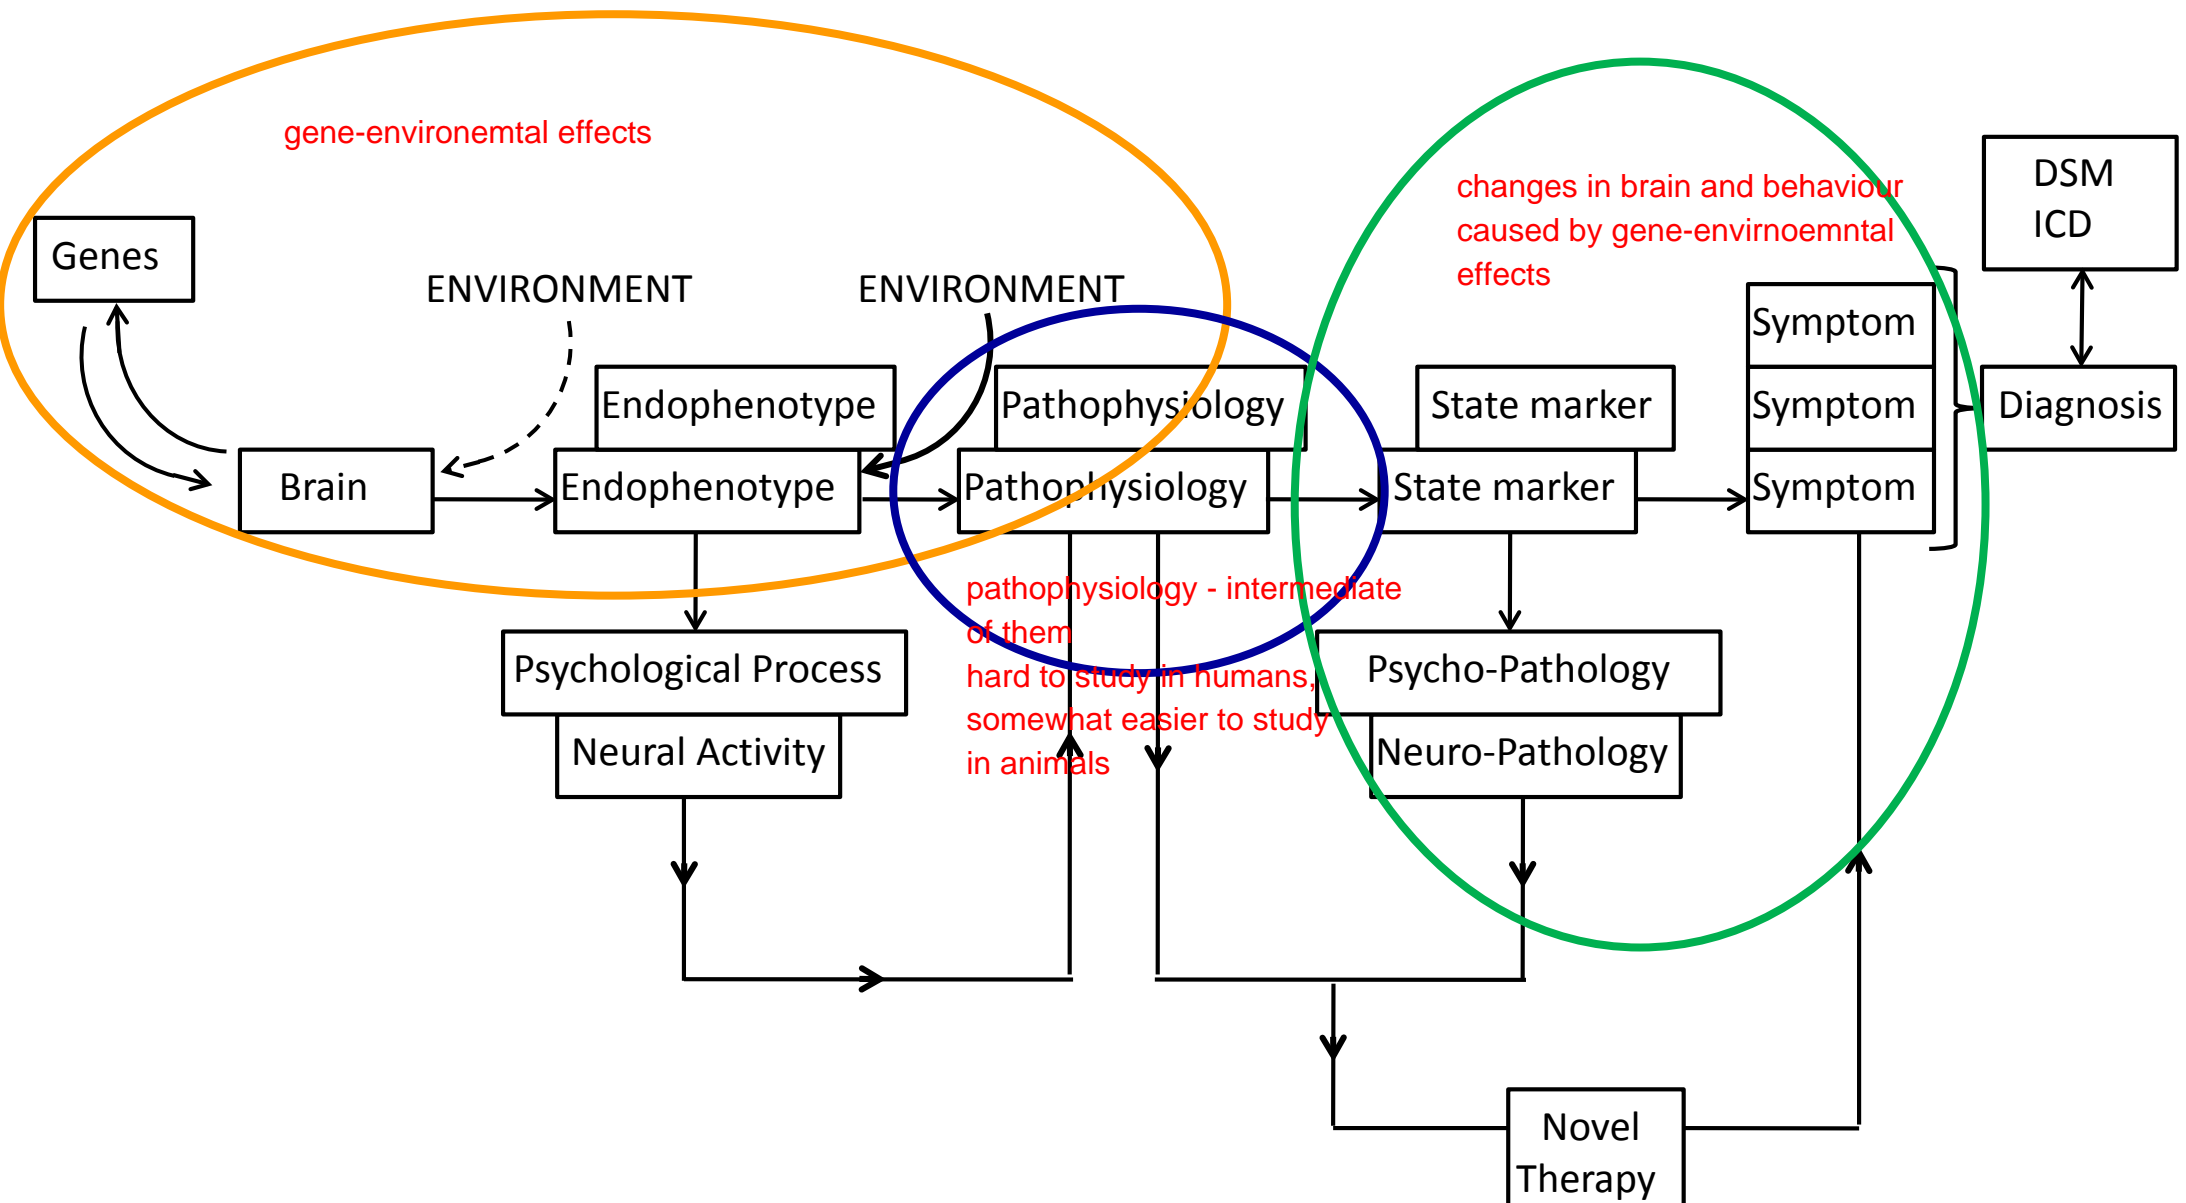 gene-environemtal effects
changes in brain and behaviour
caused by gene-envirnoemntal
effects
DSM
ICD
Genes
ENVIRONMENT
ENVIRONMENT
Symptom
Endophenotype
Pathophysiology
State marker
Symptom
Diagnosis
Brain
Endophenotype
Pathophysiology
State marker
Symptom
pathophysiology - intermediate
of them
hard to study in humans,
somewhat easier to study
in animals
Psychological Process
Neural Activity
Psycho-Pathology
Neuro-Pathology
Novel
Therapy